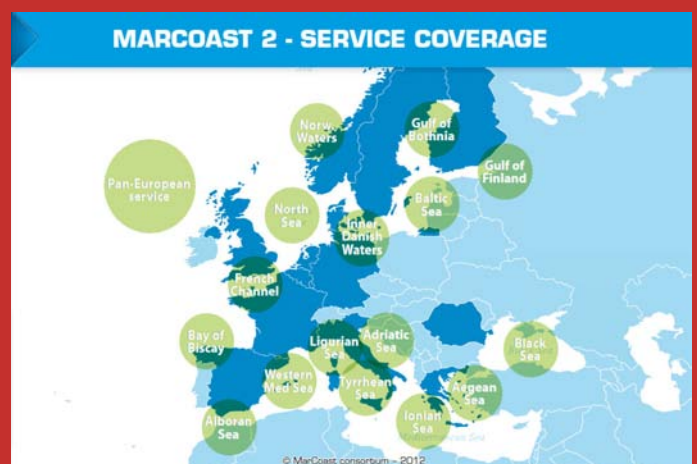 MARCOAST 2 - SERVICE COVERAGE
Norw.
Waters
Gulf of
Bothnia
Gulf of
Finland
Pan-European
service
North
Sea
Baltic
Sea
Inner
Danish
Waters
French
Channel
Bay of
Biscay
Ligurian
Sea
Adriatic
Sea
Black
Sea
Western
Med Sea
Tyrrhean
Sea
Aegean
Sea
Alboran
Sea
Ionian
Sea
Mediterranean Sea
© MarCoast consortium - 2012